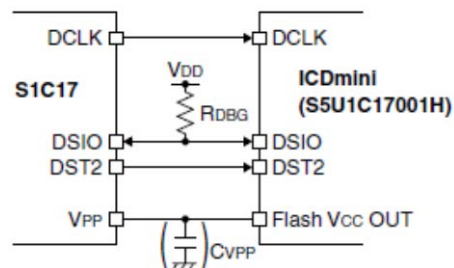 DCLK
DCLK
VDD
S1C17
ICDmini
(S5U1C17001H)
RDBG
DSIO
DSIO
DST2
DST2
VPP
Flash VCC OUT
CVPP